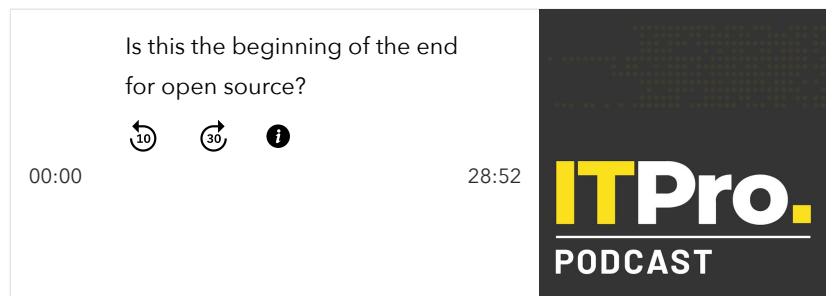 Is this the beginning of the end
for open source?
10 30 i
00:00 28:52
ITPro.
PODCAST